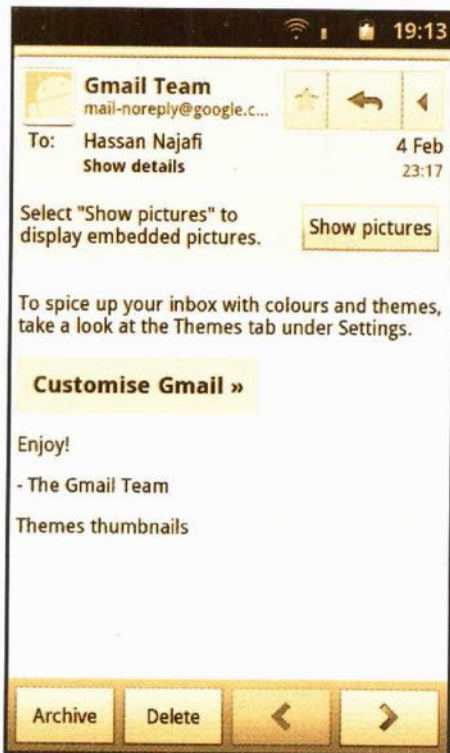 19:13
Gmail Team
mail-noreply@google.c...
To: Hassan Najafi
4 Feb
Show details
23:17
Select "Show pictures" to
display embedded pictures.
Show pictures
To spice up your inbox with colours and themes,
take a look at the Themes tab under Settings.
Customise Gmail »
Enjoy!
- The Gmail Team
Themes thumbnails
Archive
Delete